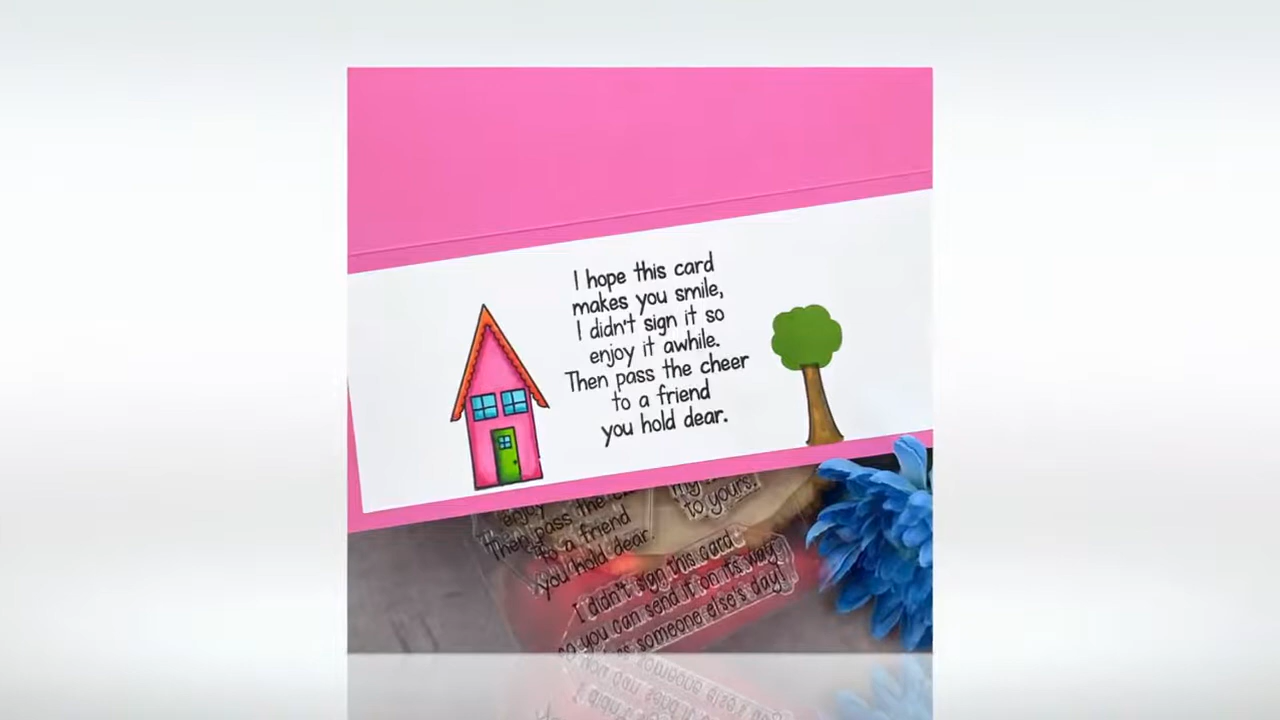 I hope this card
makes you smile,
I didn't sign it so
enjoy it awhile.
Then pass the cheer
to a friend
you hold dear.
enjoy
Then pass the
to a friend
you hold dear.
my
to yours!
I didn't sign this card
so you can send it on its way
someone else's day!